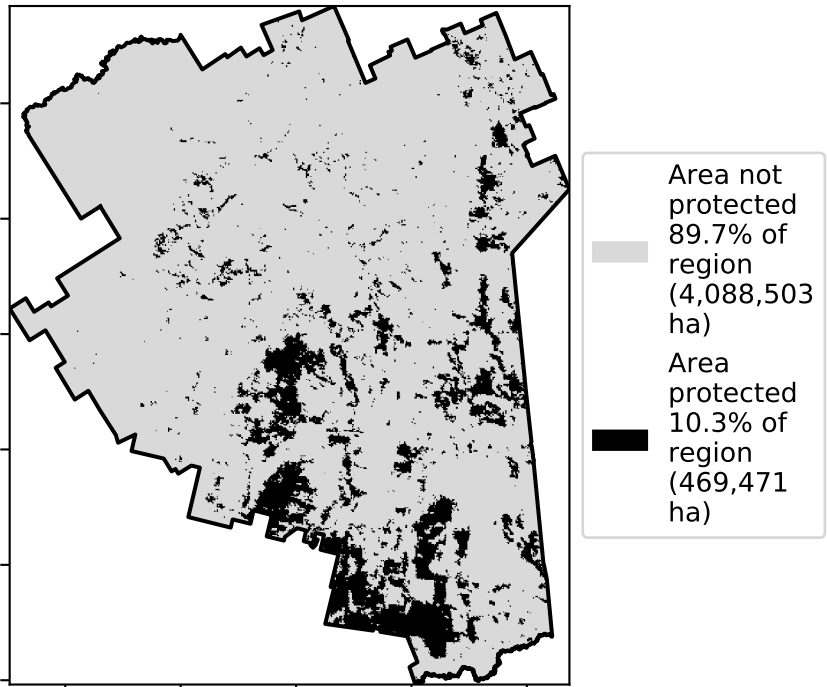 Area not
protected
89.7% of
region
(4,088,503
ha)
Area
protected
10.3% of
region
(469,471
ha)